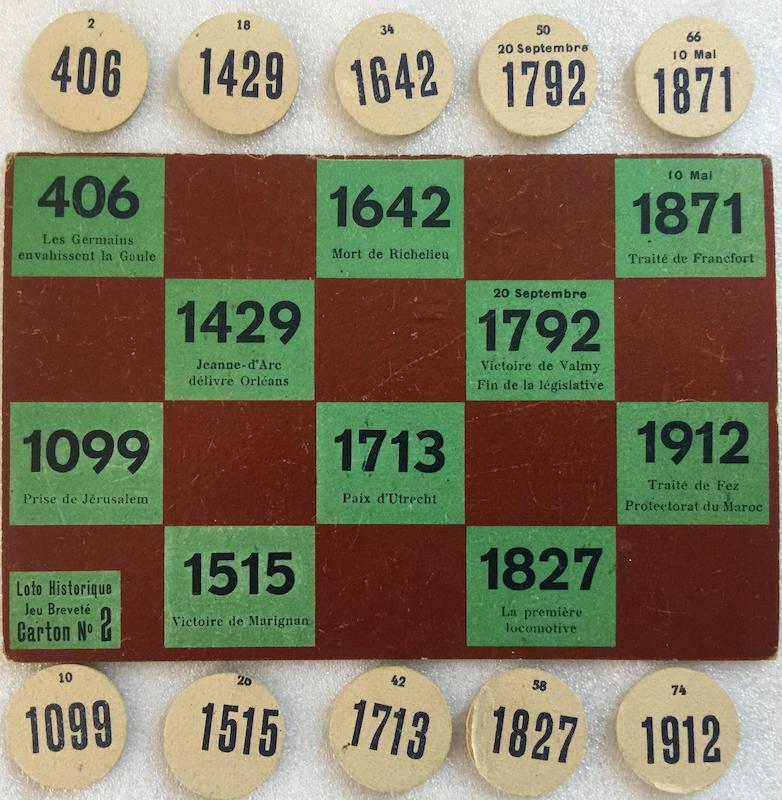 2
406
18
1429
34
1642
50
20 Septembre
1792
66
10 Mai
1871
406
Les Germains
envahissent la Gaule
1642
Mort de Richelieu
10 Mai
1871
Traité de Francfort
1429
Jeanne-d'Arc
délivre Orléans
20 Septembre
1792
Victoire de Valmy
Fin de la législative
1099
Prise de Jérusalem
1713
Paix d'Utrecht
1912
Traité de Fez
Protectorat du Maroc
Loto Historique
Jeu Breveté
Carton Nº 2
1515
Victoire de Marignan
1827
La première
locomotive
10
1099
26
1515
42
1713
58
1827
74
1912